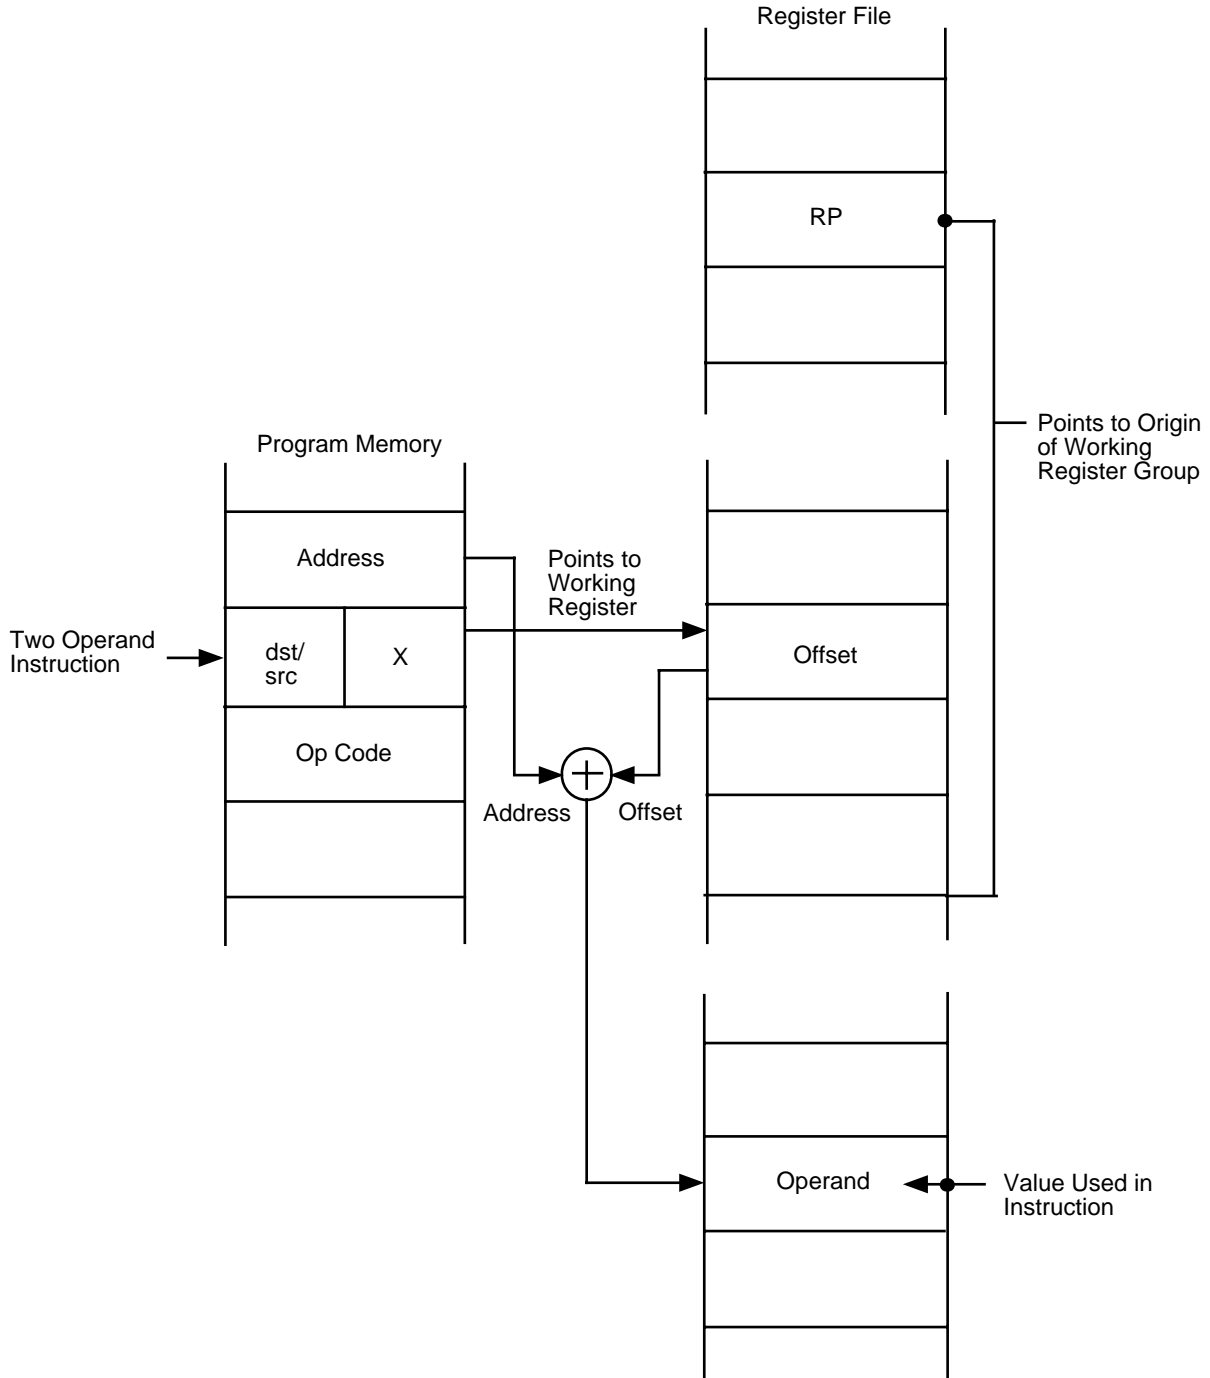 Register File
RP
Points to Origin
of Working
Register Group
Program Memory
Address
Points to
Working
Register
Two Operand
Instruction
dst/
src
X
Offset
Op Code
Address
Offset
Operand
Value Used in
Instruction